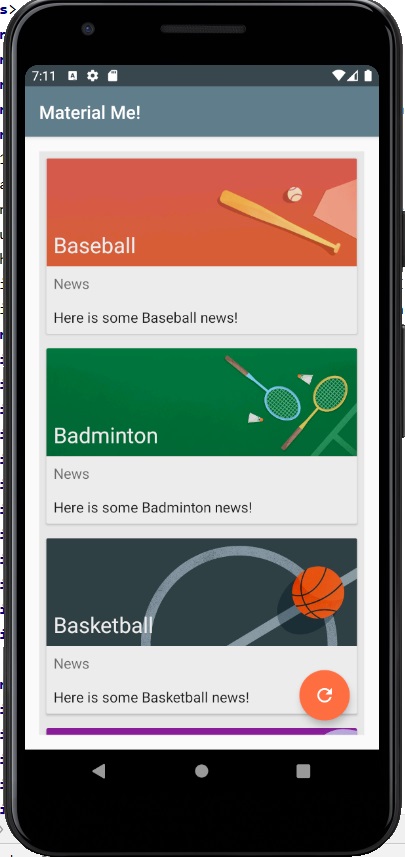 7:11
Material Me!
Baseball
News
Here is some Baseball news!
Badminton
News
Here is some Badminton news!
Basketball
News
Here is some Basketball news!